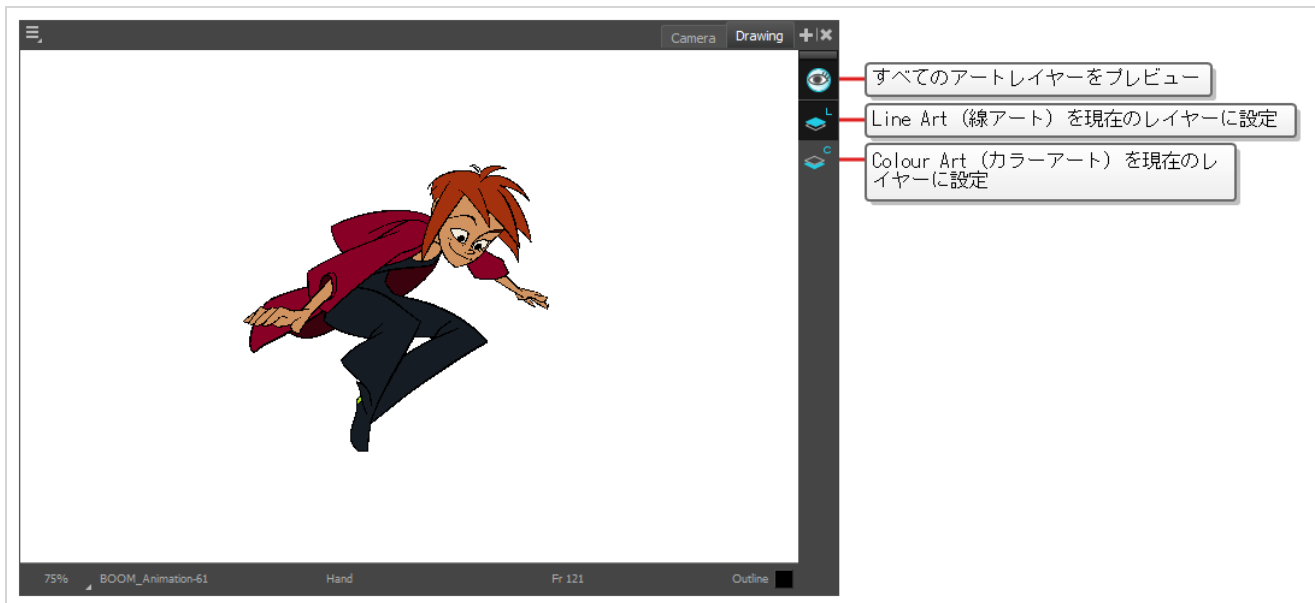 Camera Drawing
すべてのアートレイヤーをプレビュー
L
Line Art (線アート) を現在のレイヤーに設定
C
Colour Art (カラーアート) を現在のレ
イヤーに設定
75% BOOM_Animation-61 Hand Fr 121 Outline